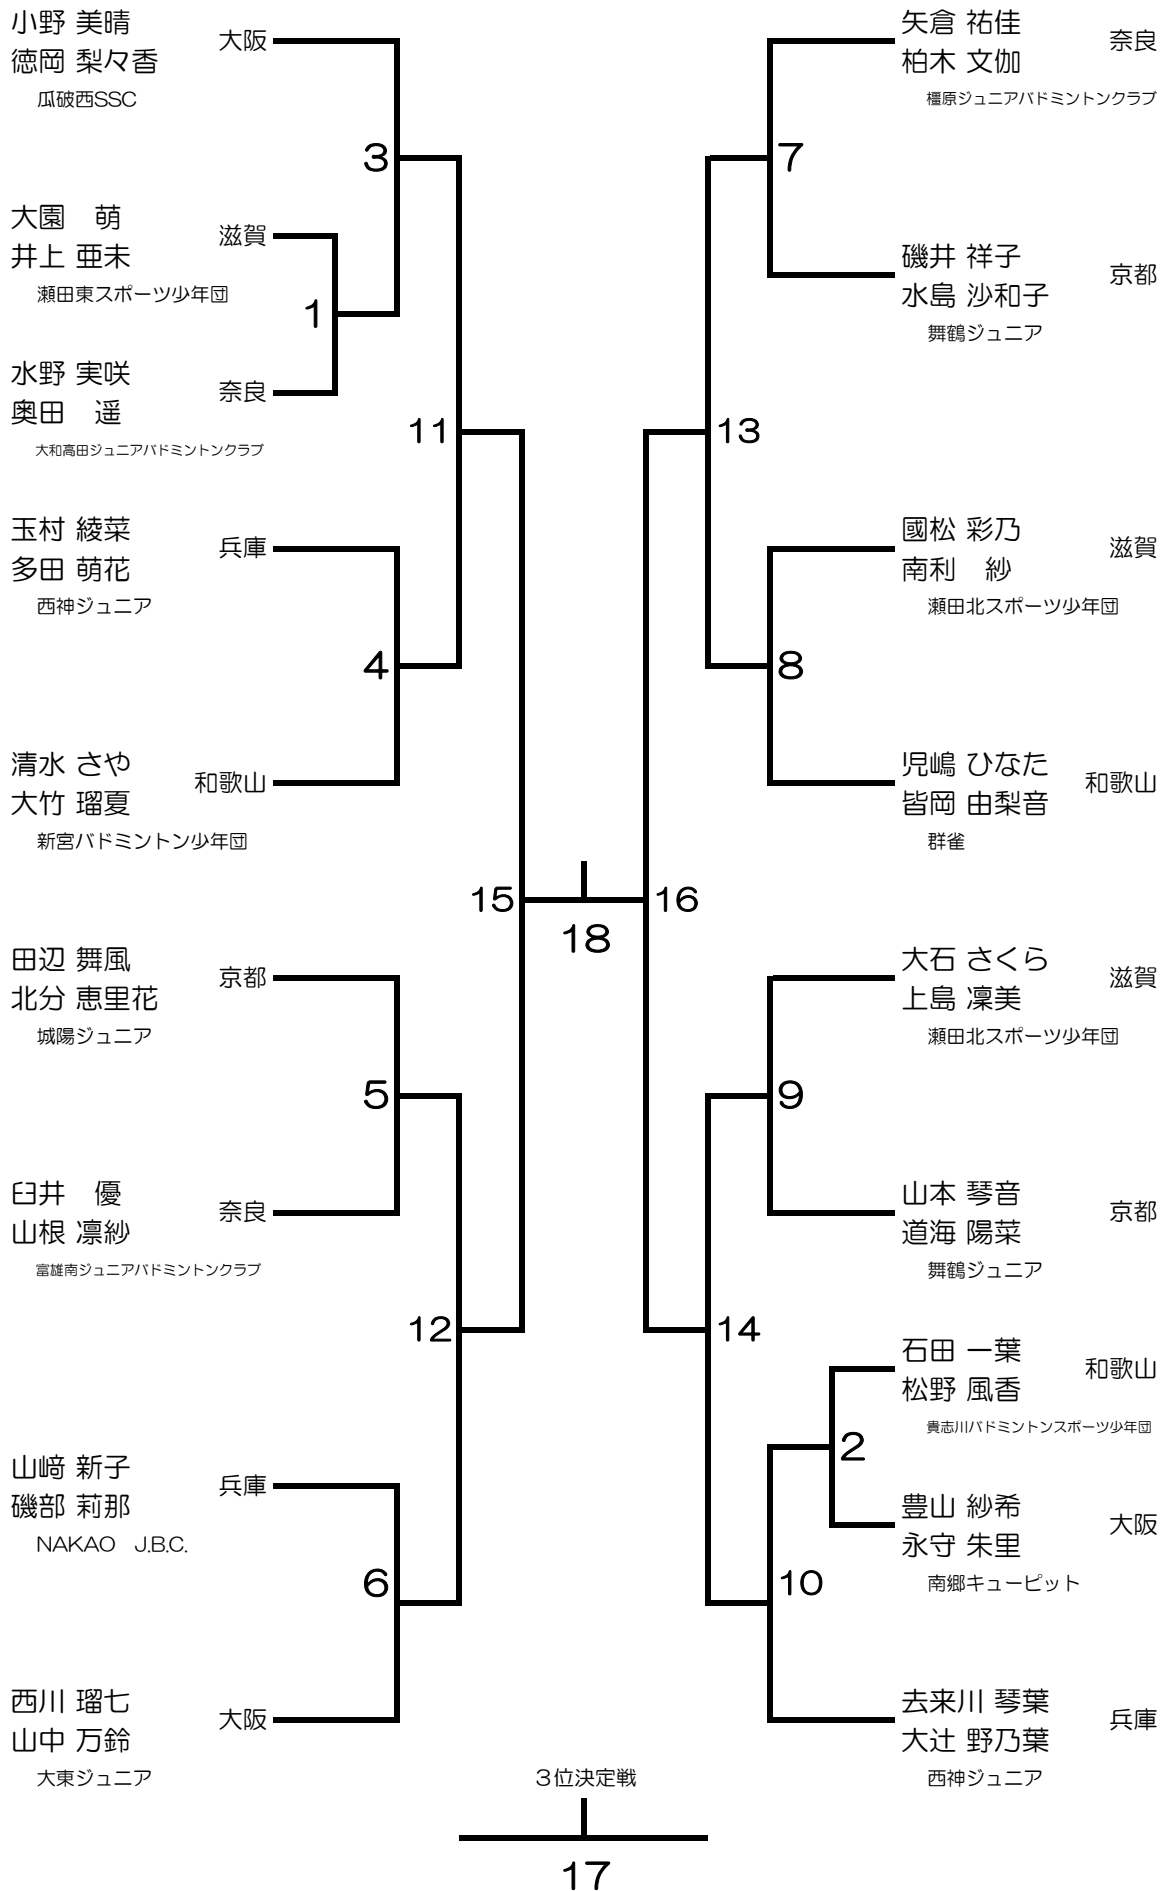 小野 美晴
徳岡 梨々香
大阪
瓜破西SSC
3
大園　萌
井上 亜未
滋賀
瀬田東スポーツ少年団
1
水野 実咲
奥田　遥
奈良
大和高田ジュニアバドミントンクラブ
11
玉村 綾菜
多田 萌花
兵庫
西神ジュニア
4
清水 さや
大竹 瑠夏
和歌山
新宮バドミントン少年団
15
田辺 舞風
北分 恵里花
京都
城陽ジュニア
5
臼井　優
山根 凛紗
奈良
富雄南ジュニアバドミントンクラブ
12
山﨑 新子
磯部 莉那
兵庫
NAKAO　J.B.C.
6
西川 瑠七
山中 万鈴
大阪
大東ジュニア
18
矢倉 祐佳
柏木 文伽
奈良
橿原ジュニアバドミントンクラブ
7
磯井 祥子
水島 沙和子
京都
舞鶴ジュニア
13
國松 彩乃
南利　紗
滋賀
瀬田北スポーツ少年団
8
児嶋 ひなた
皆岡 由梨音
和歌山
群雀
16
大石 さくら
上島 凜美
滋賀
瀬田北スポーツ少年団
9
山本 琴音
道海 陽菜
京都
舞鶴ジュニア
14
石田 一葉
松野 風香
和歌山
貴志川バドミントンスポーツ少年団
2
豊山 紗希
永守 朱里
大阪
南郷キューピット
10
去来川 琴葉
大辻 野乃葉
兵庫
西神ジュニア
3位決定戦
17